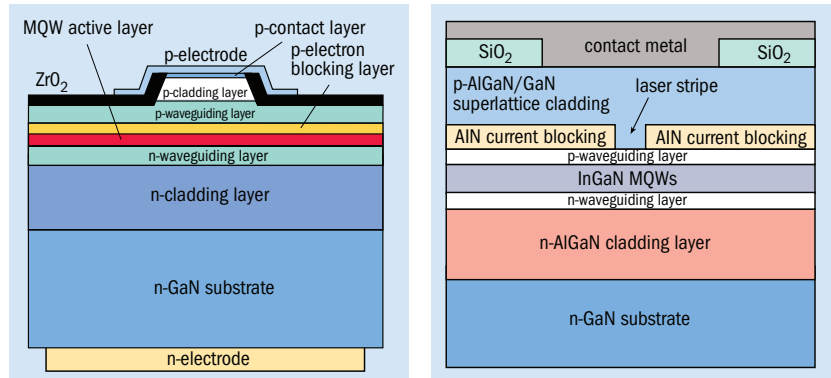 MQW active layer
p-contact layer
p-electrode
p-electron
blocking layer
ZrO2
p-cladding layer
p-waveguiding layer
n-waveguiding layer
n-cladding layer
n-GaN substrate
n-electrode
SiO2
contact metal
SiO2
p-AlGaN/GaN
superlattice cladding
laser stripe
AlN current blocking
AlN current blocking
p-waveguiding layer
InGaN MQWs
n-waveguiding layer
n-AlGaN cladding layer
n-GaN substrate